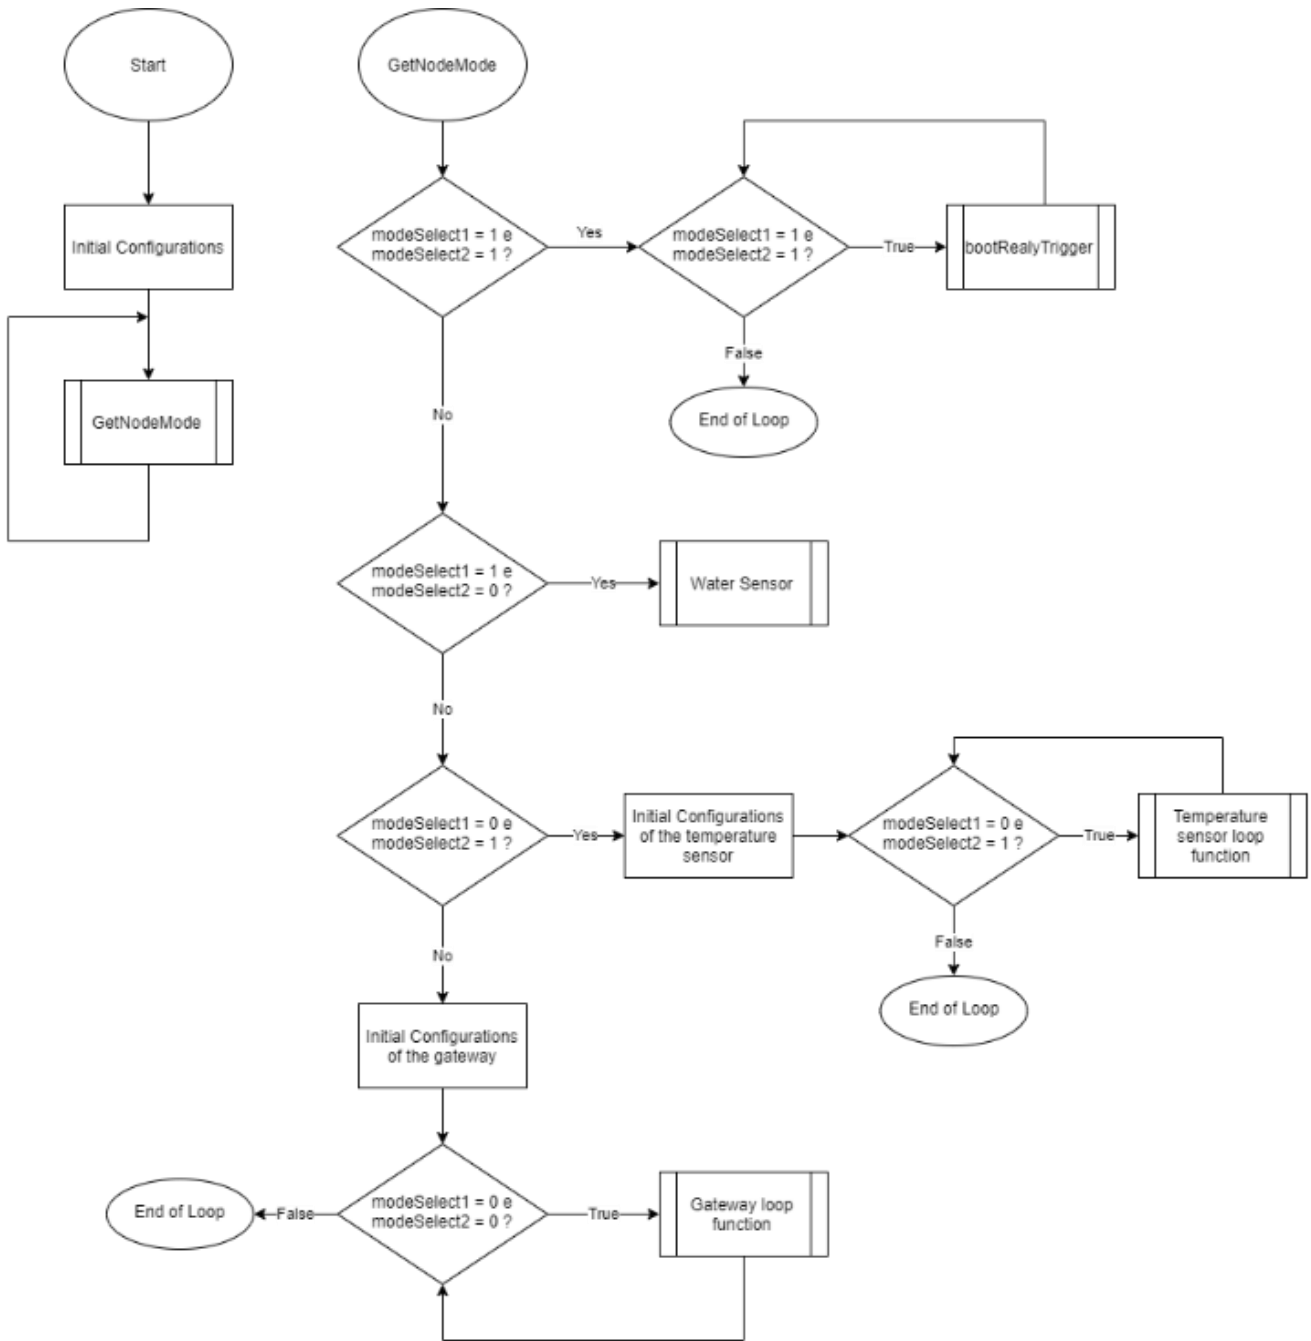 Start
GetNodeMode
Initial Configurations
modeSelect1 = 1 e
modeSelect2 = 1 ?
Yes
modeSelect1 = 1 e
modeSelect2 = 1 ?
True
bootRealyTrigger
False
End of Loop
GetNodeMode
No
modeSelect1 = 1 e
modeSelect2 = 0 ?
Yes
Water Sensor
No
modeSelect1 = 0 e
modeSelect2 = 1 ?
Yes
Initial Configurations
of the temperature
sensor
modeSelect1 = 0 e
modeSelect2 = 1 ?
True
Temperature
sensor loop
function
False
End of Loop
No
Initial Configurations
of the gateway
modeSelect1 = 0 e
modeSelect2 = 0 ?
False
End of Loop
True
Gateway loop
function